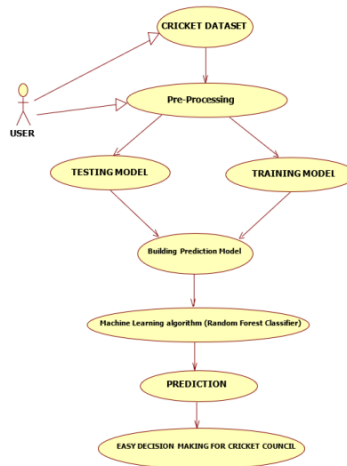 CRICKET DATASET
USER
Pre-Processing
TESTING MODEL
TRAINING MODEL
Building Prediction Model
Machine Learning algorithm (Random Forest Classifier)
PREDICTION
EASY DECISION MAKING FOR CRICKET COUNCIL